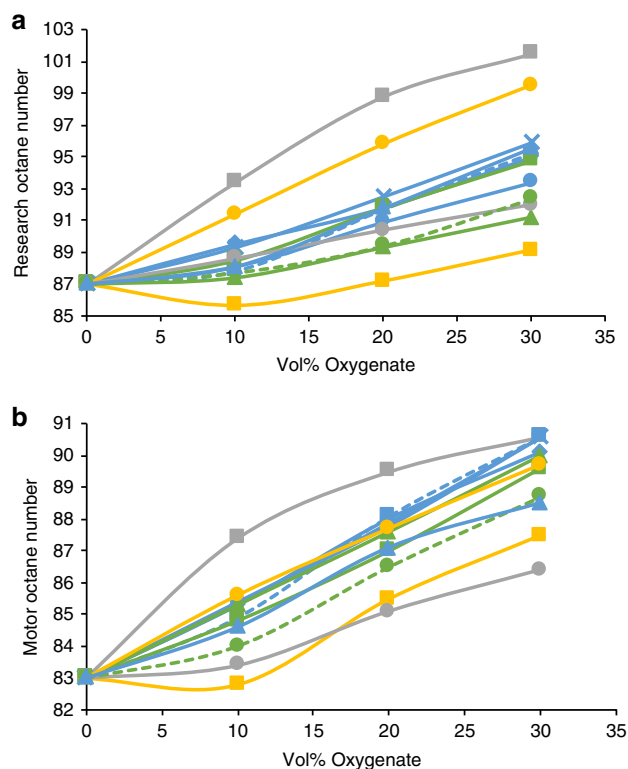 a
103
101
99
97
95
93
91
89
87
85
Research octane number
0 5 10 15 20 25 30 35
Vol% Oxygenate
b
91
90
89
88
87
86
85
84
83
82
Motor octane number
0 5 10 15 20 25 30 35
Vol% Oxygenate